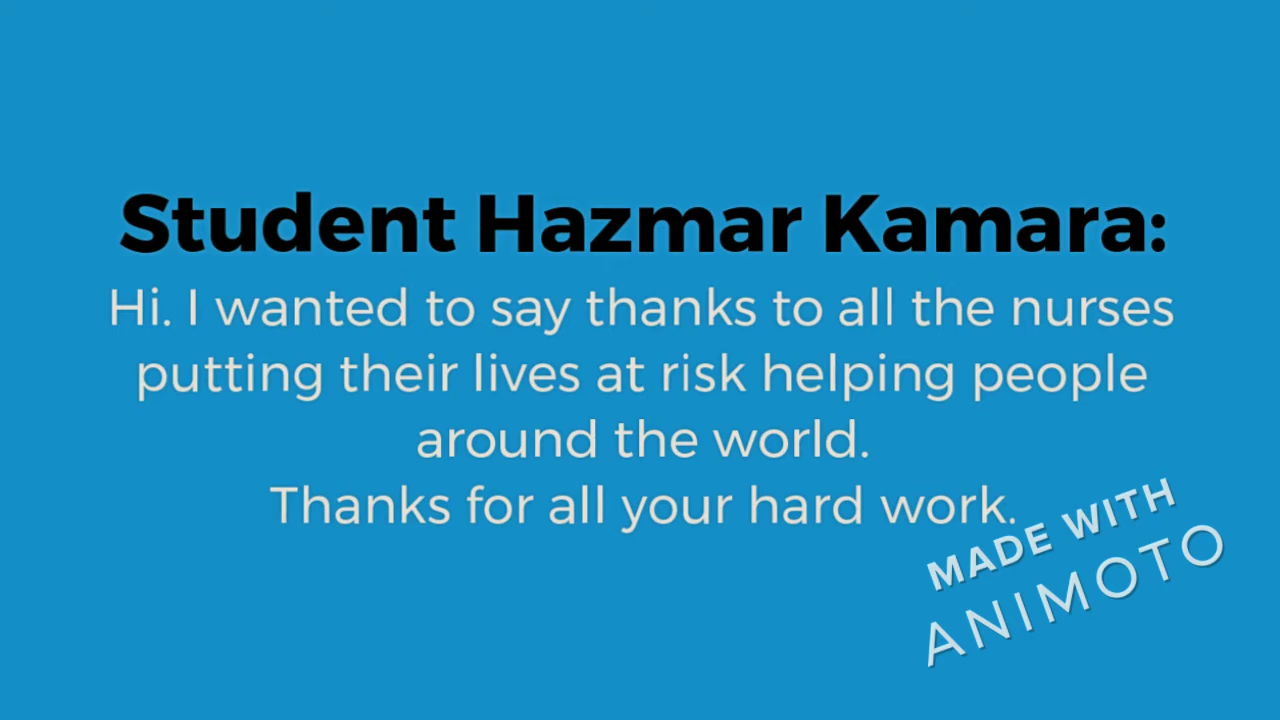 Student Hazmar Kamara:
Hi. I wanted to say thanks to all the nurses
putting their lives at risk helping people
around the world.
Thanks for all your hard work.
MADE WITH
ANIMOTO